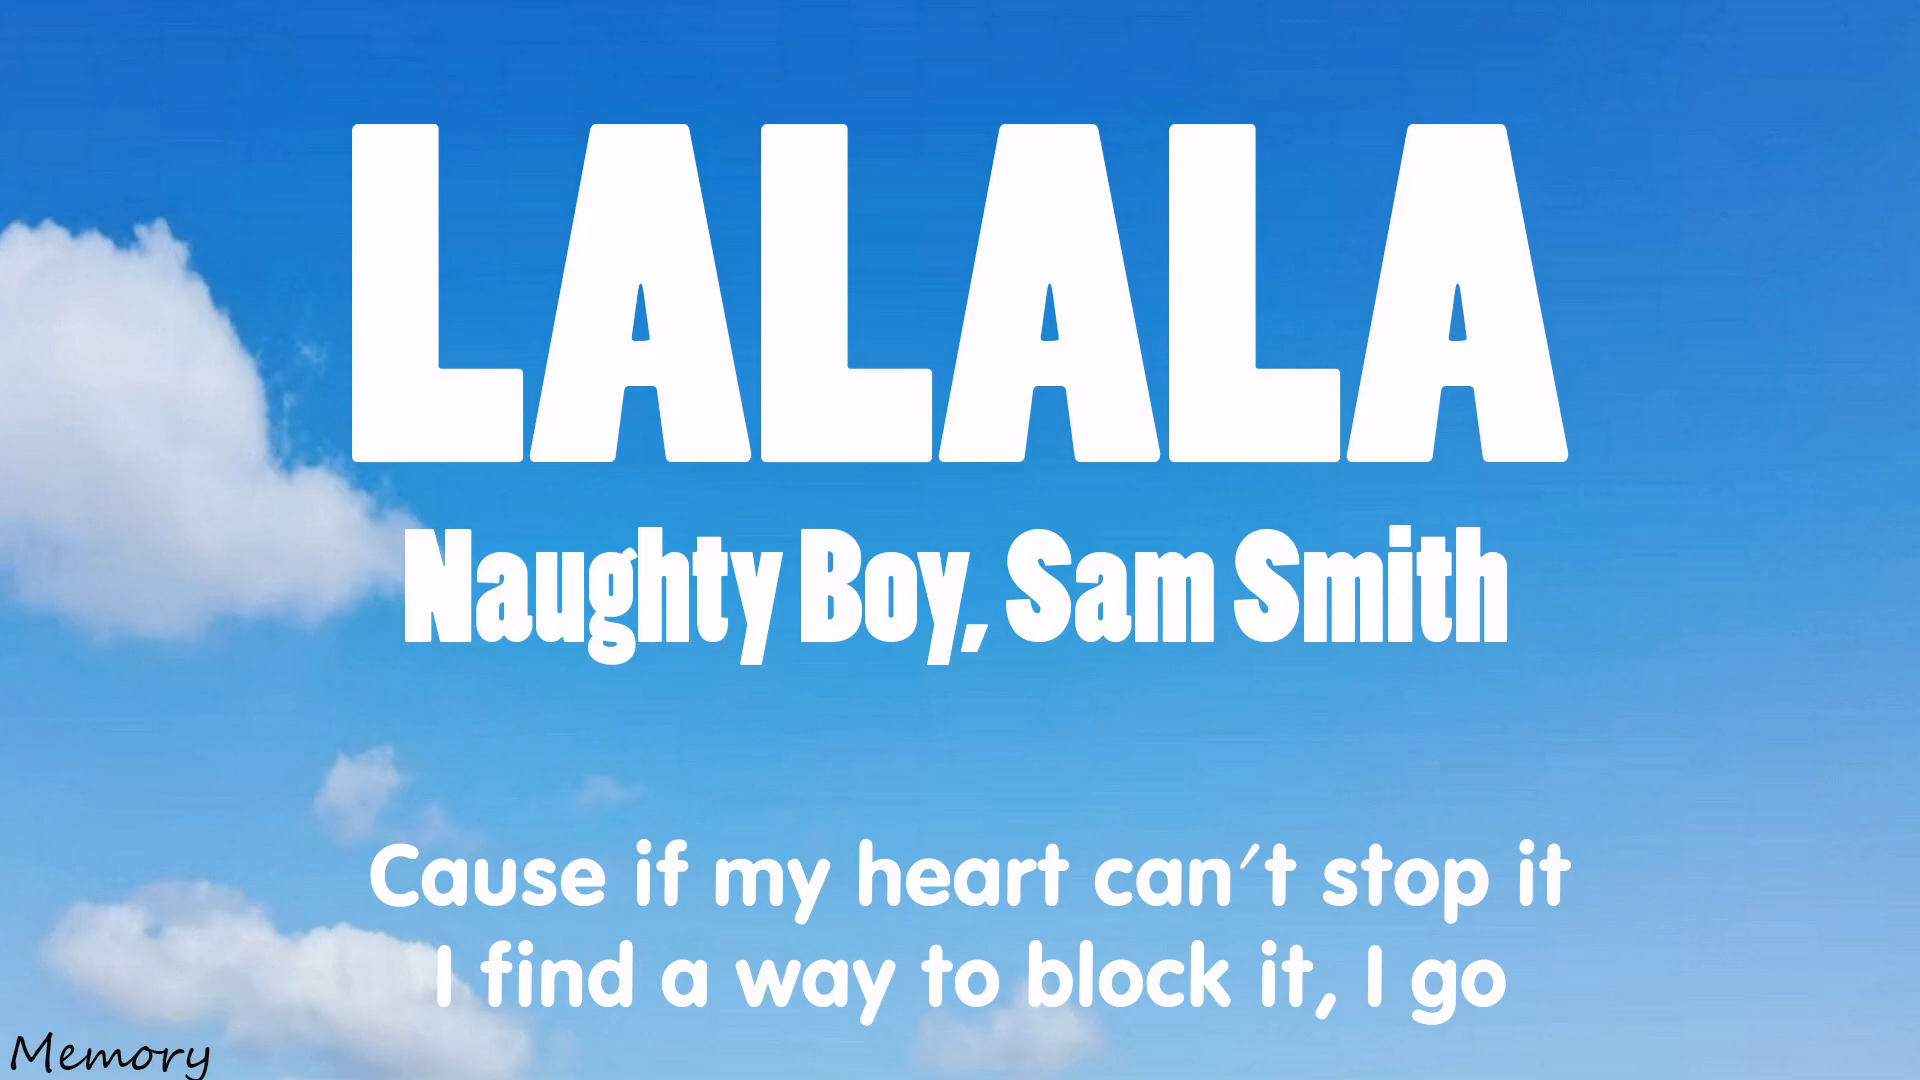 LALALA
Naughty Boy, Sam Smith
Cause if my heart can't stop it
I find a way to block it, I go
Memory